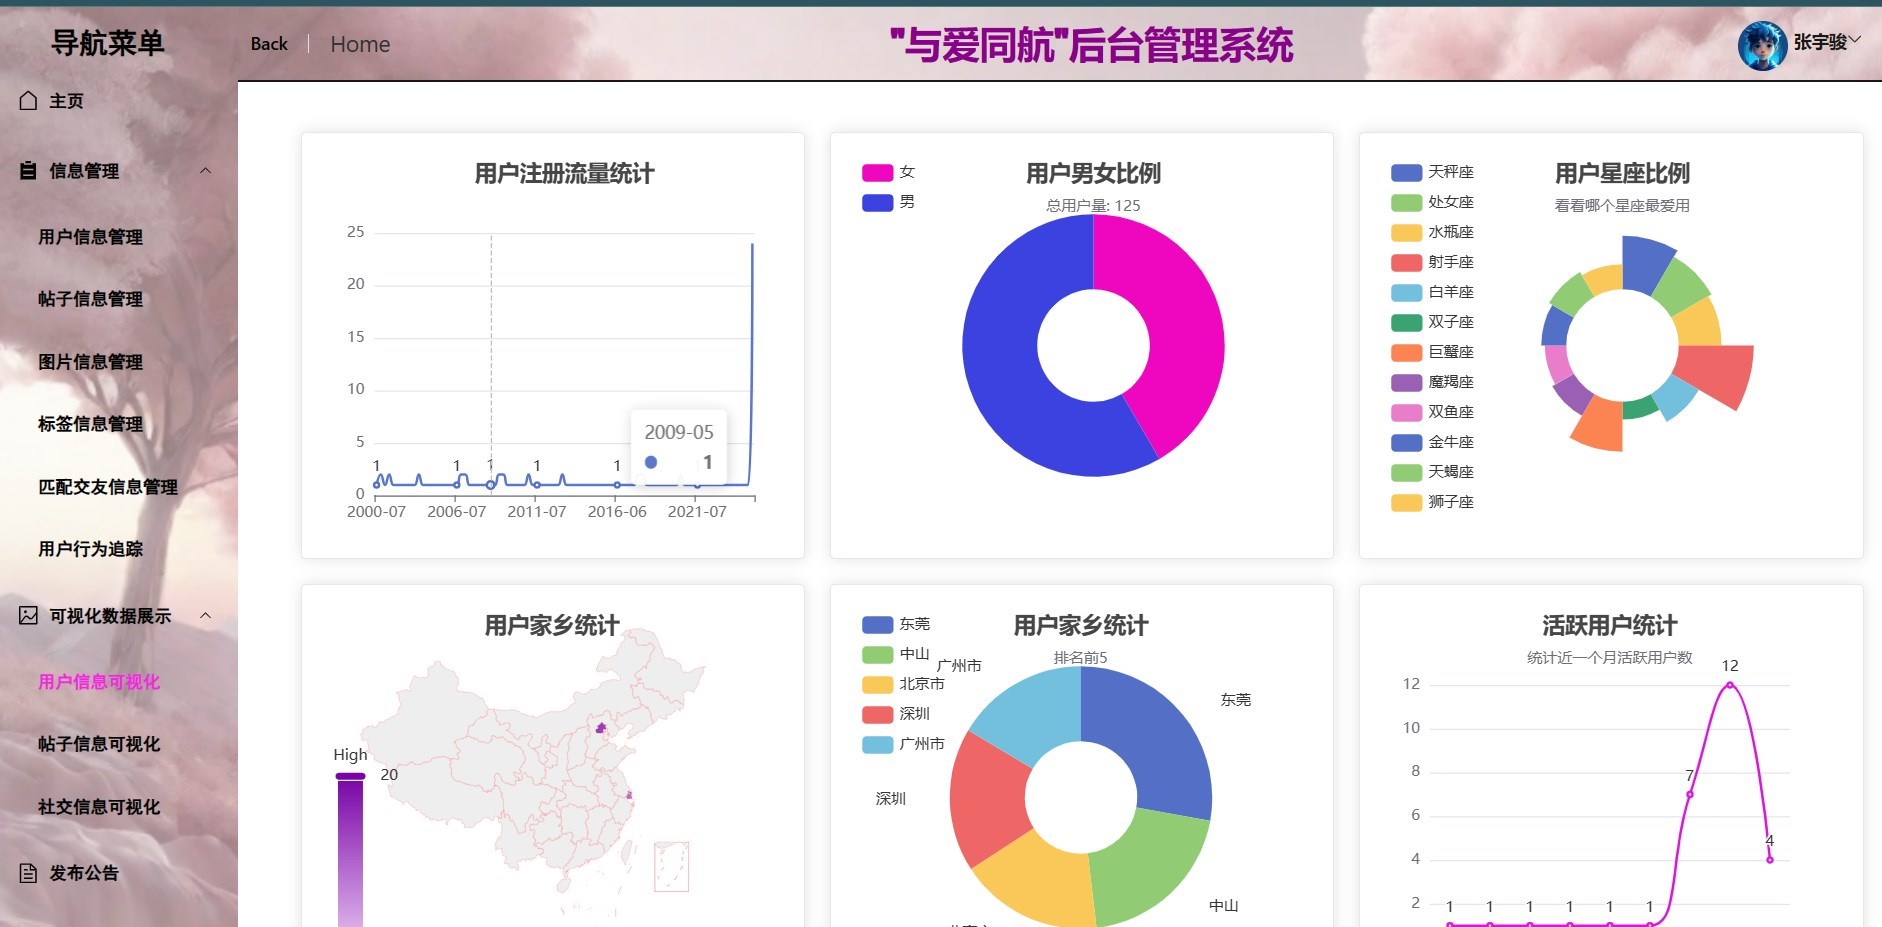 导航菜单
Back
Home
"与爱同航"后台管理系统
张宇骏
主页
信息管理
用户信息管理
帖子信息管理
图片信息管理
标签信息管理
匹配交友信息管理
用户行为追踪
可视化数据展示
用户信息可视化
帖子信息可视化
社交信息可视化
发布公告
用户注册流量统计
25
20
15
10
5
0
1
1
1
1
1
2009-05
1
2000-07
2006-07
2011-07
2016-06
2021-07
女
男
用户男女比例
总用户量: 125
天秤座
处女座
水瓶座
射手座
白羊座
双子座
巨蟹座
魔羯座
双鱼座
金牛座
天蝎座
狮子座
用户星座比例
看看哪个星座最爱用
用户家乡统计
High
20
东莞
中山
北京市
深圳
广州市
用户家乡统计
排名前5
广州市
东莞
深圳
中山
活跃用户统计
统计近一个月活跃用户数
12
10
8
6
4
2
1
1
1
1
1
1
7
12
4